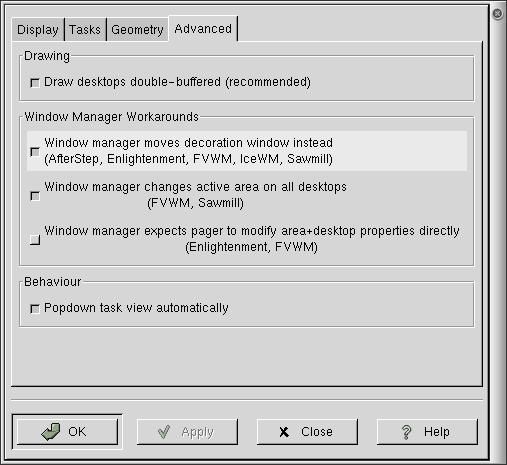 Display Tasks Geometry Advanced
Drawing
Draw desktops double-buffered (recommended)
Window Manager Workarounds
Window manager moves decoration window instead
(AfterStep, Enlightenment, FVWM, IceWM, Sawmill)
Window manager changes active area on all desktops
(FVWM, Sawmill)
Window manager expects pager to modify area+desktop properties directly
(Enlightenment, FVWM)
Behaviour
Popdown task view automatically
OK Apply Close Help